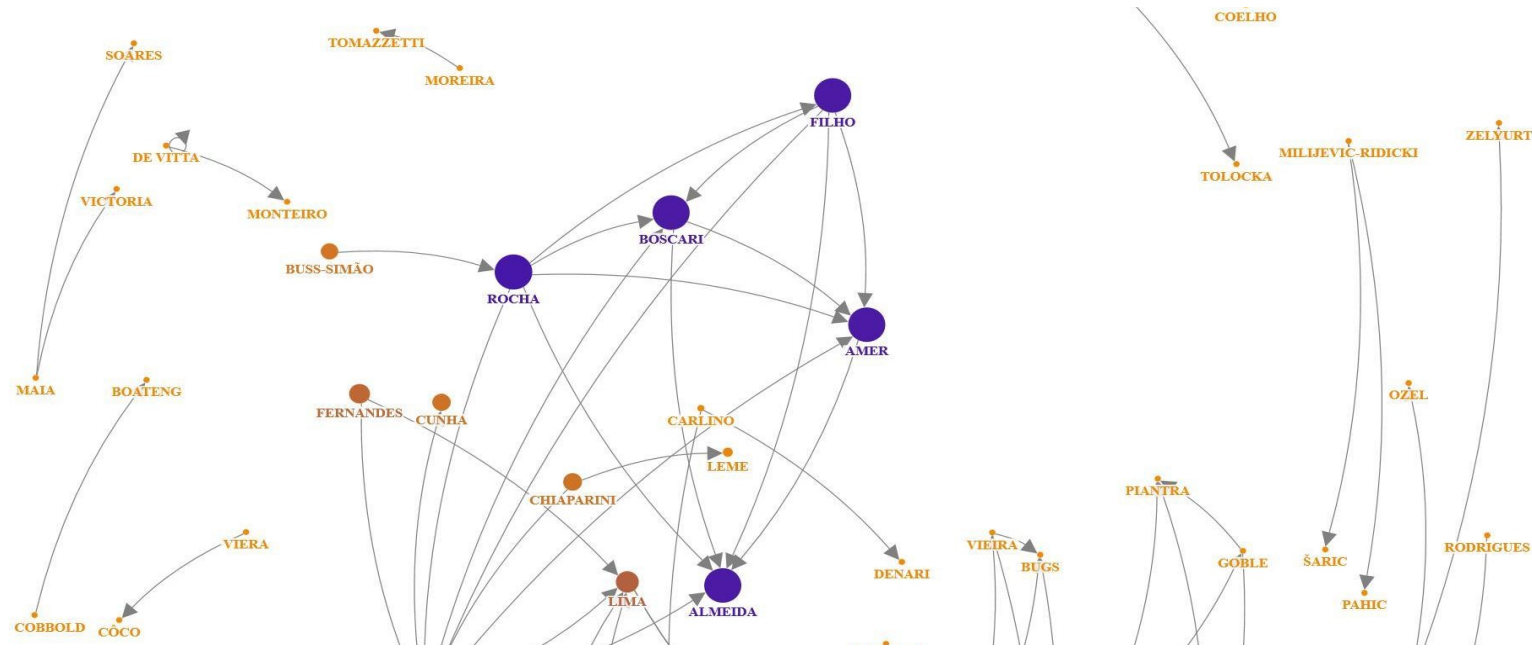 COELHO
TOMAZZETTI
SOARES
MOREIRA
FILHO
ZELYURT
MILIJEVIC-RIDICKI
DE VITTA
TOLOCKA
VICTORIA
MONTEIRO
BOSCARI
BUSS-SIMÃO
ROCHA
AMER
MAIA
BOATENG
OZEL
FERNANDES
CUNHA
CARLINO
LEME
PIANTRA
CHIAPARINI
VIERA
VIEIRA
RODRIGUES
ŠARIC
GOBLE
BUGS
DENARI
LIMA
PAHIC
ALMEIDA
COBBOLD
CÔCO